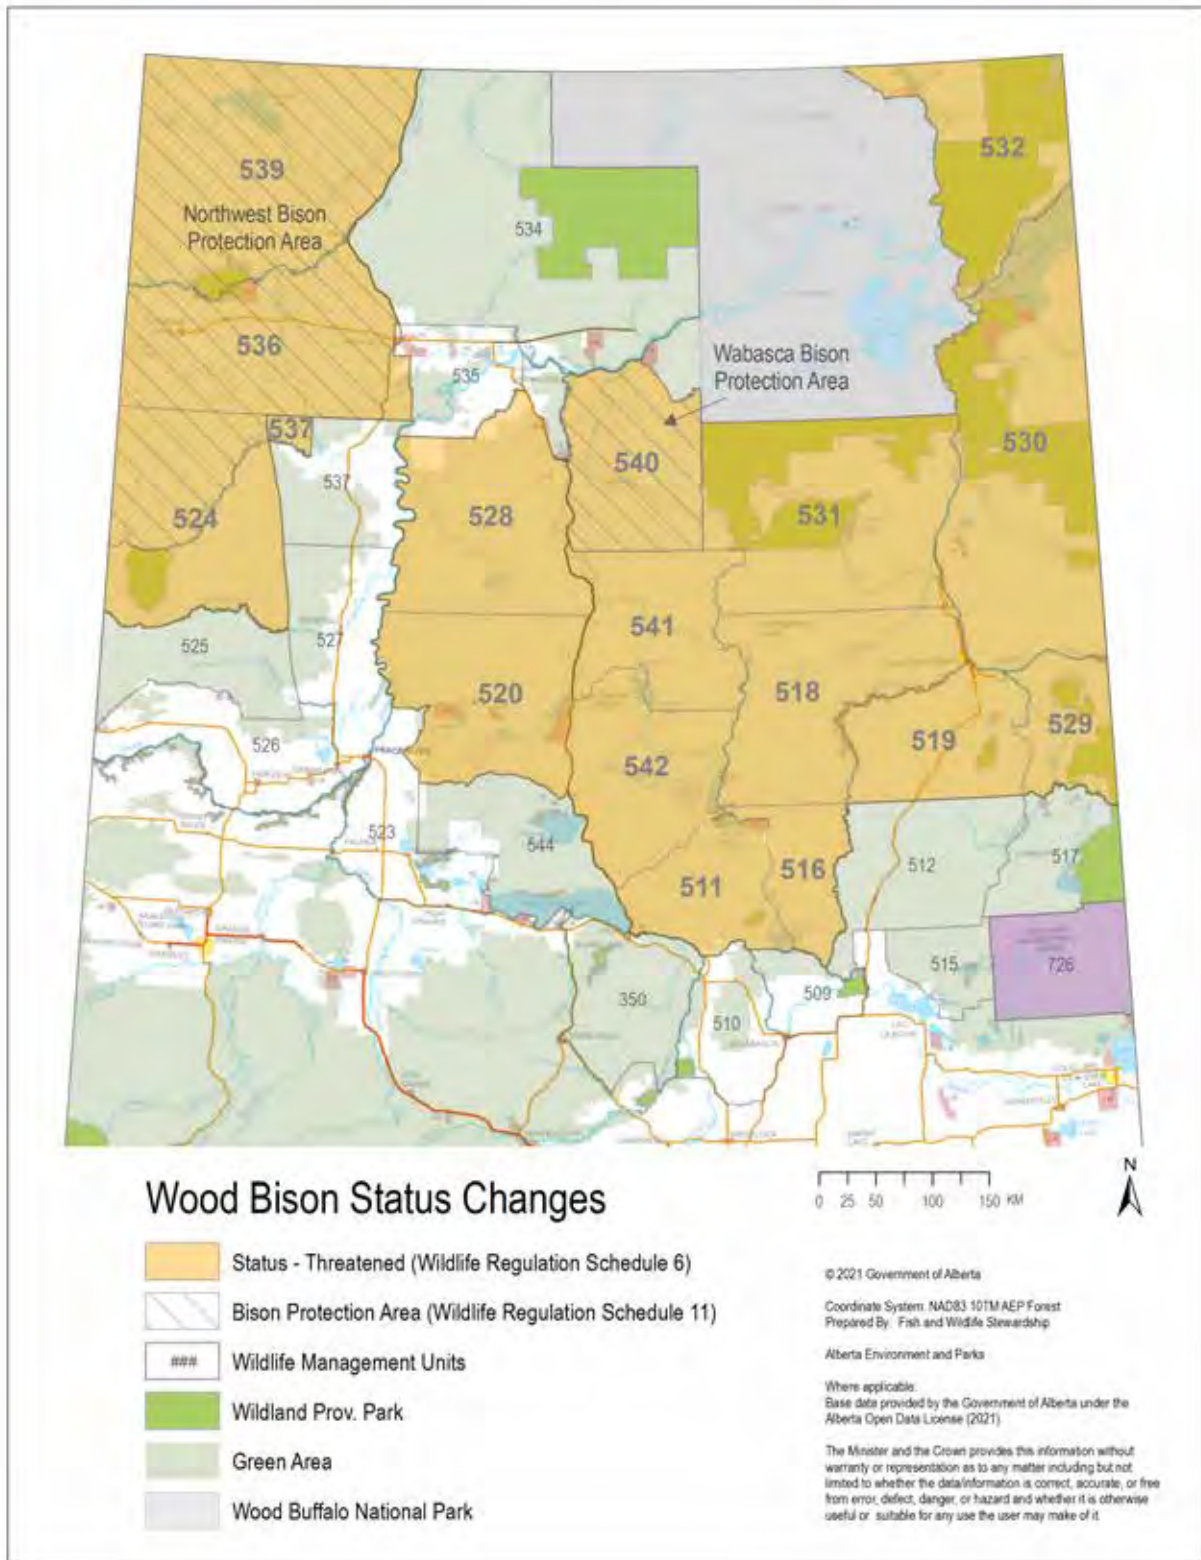 532
539
Northwest Bison
Protection Area
534
536
535
Wabasca Bison
Protection Area
537
530
540
537
528
531
524
541
527
525
520
518
529
519
526
542
523
544
516
512
517
511
515
726
350
509
510
N
Wood Bison Status Changes
0 25 50 100 150 KM
Status - Threatened (Wildlife Regulation Schedule 6)
Bison Protection Area (Wildlife Regulation Schedule 11)
### Wildlife Management Units
Wildland Prov. Park
Green Area
Wood Buffalo National Park
© 2021 Government of Alberta
Coordinate System: NAD83 10TM AEP Forest
Prepared By: Fish and Wildlife Stewardship
Alberta Environment and Parks
Where applicable:
Base data provided by the Government of Alberta under the
Alberta Open Data License (2021).
The Minister and the Crown provides this information without
warranty or representation as to any matter including but not
limited to whether the data/information is correct, accurate, or free
from error, defect, danger, or hazard and whether it is otherwise
useful or suitable for any use the user may make of it.